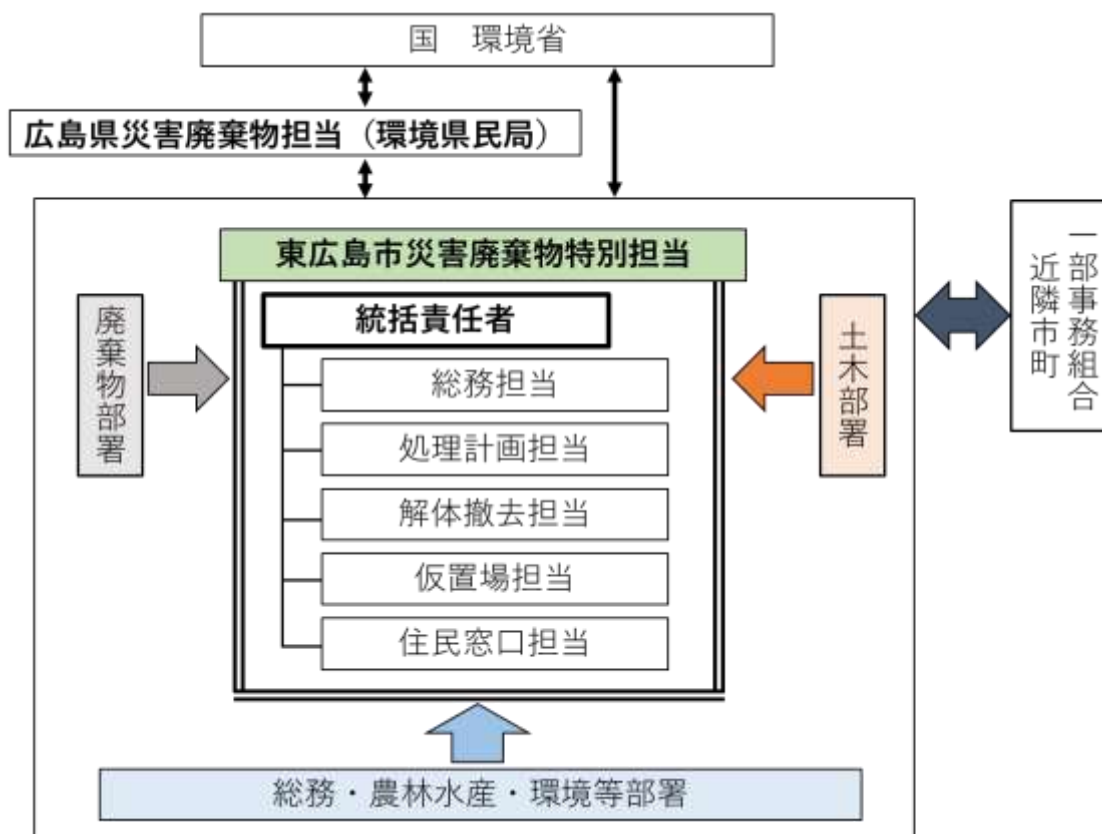 国　環境省
広島県災害廃棄物担当（環境県民局）
東広島市災害廃棄物特別担当
統括責任者
総務担当
処理計画担当
解体撤去担当
仮置場担当
住民窓口担当
廃棄物部署
土木部署
一部事務組合
近隣市町
総務・農林水産・環境等部署